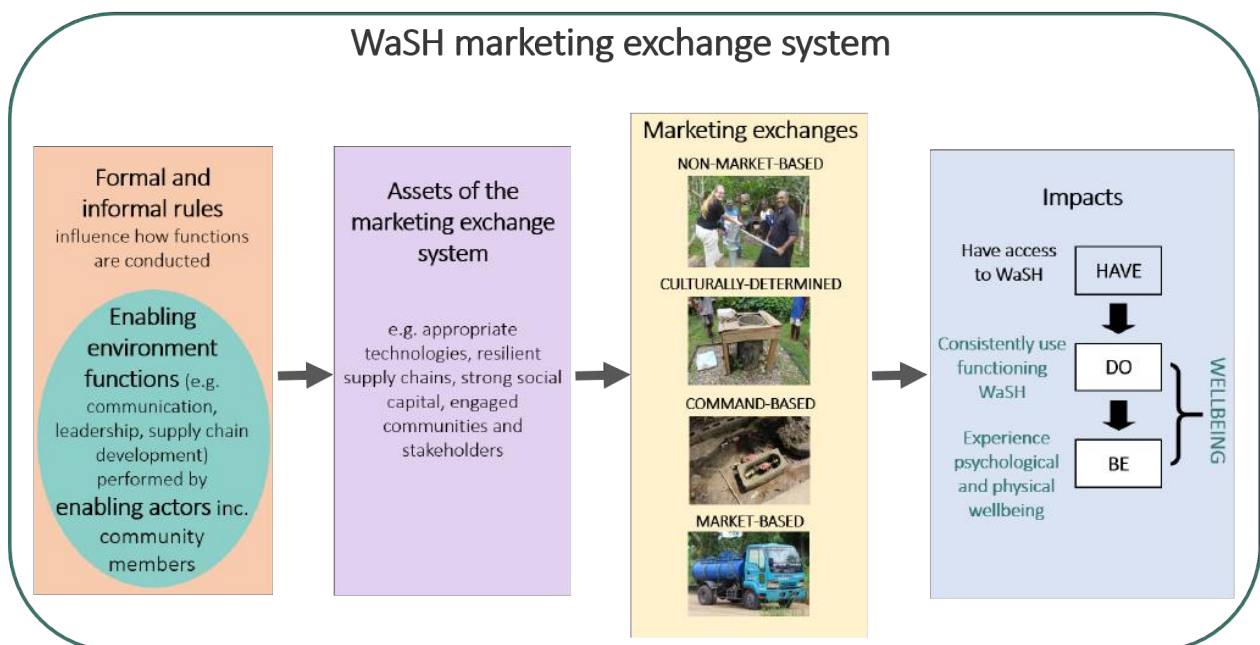 WaSH marketing exchange system
Formal and
informal rules
influence how functions
are conducted
Enabling
environment
functions (e.g.
communication,
leadership, supply chain
development)
performed by
enabling actors inc.
community
members
Assets of the
marketing exchange
system
e.g. appropriate
technologies, resilient
supply chains, strong social
capital, engaged
communities and
stakeholders
Marketing exchanges
NON-MARKET-BASED
CULTURALLY-DETERMINED
COMMAND-BASED
MARKET-BASED
Impacts
Have access
to WaSH
HAVE
Consistently use
functioning
WaSH
DO
Experience
psychological
and physical
wellbeing
BE
WELLBEING